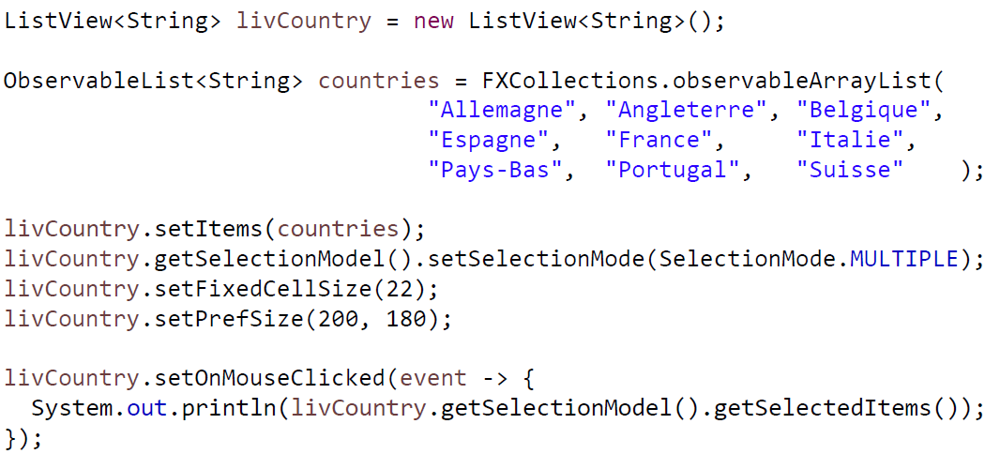 ListView<String> livCountry = new ListView<String>();
ObservableList<String> countries = FXCollections.observableArrayList(
"Allemagne", "Angleterre", "Belgique",
"Espagne", "France", "Italie",
"Pays-Bas", "Portugal", "Suisse" );
livCountry.setItems(countries);
livCountry.getSelectionModel().setSelectionMode(SelectionMode.MULTIPLE);
livCountry.setFixedCellSize(22);
livCountry.setPrefSize(200, 180);
livCountry.setOnMouseClicked(event -> {
System.out.println(livCountry.getSelectionModel().getSelectedItems());
});